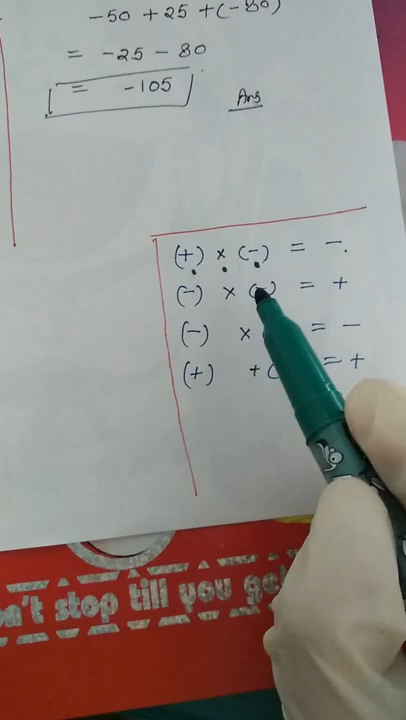 -50 + 25 + (-80)
= -25 - 80
= -105
Ans
(+) × (-) = -.
(-) × (-) = +
(-) × = -
(+) + ( = +
n't stop till you ge